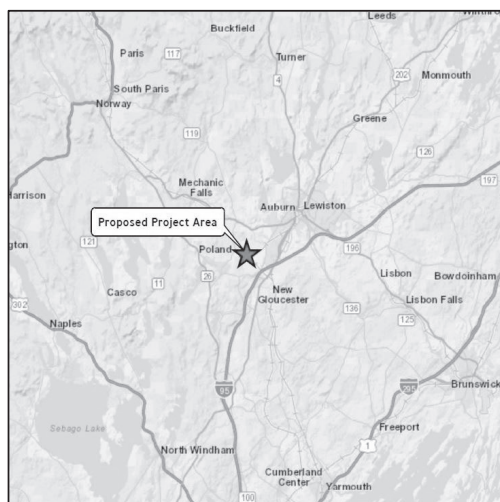 Buckfield
Leeds
Paris
117
Turner
4
202
Monmouth
South Paris
Norway
Greene
119
126
197
Mechanic
Falls
Harrison
Auburn
Lewiston
Proposed Project Area
121
Poland
196
26
Lisbon
Bowdoinham
11
New
Gloucester
Casco
136
Lisbon Falls
302
Naples
125
95
295
Brunswick
Sebago Lake
Freeport
1
North Windham
Cumberland
Center
100
Yarmouth